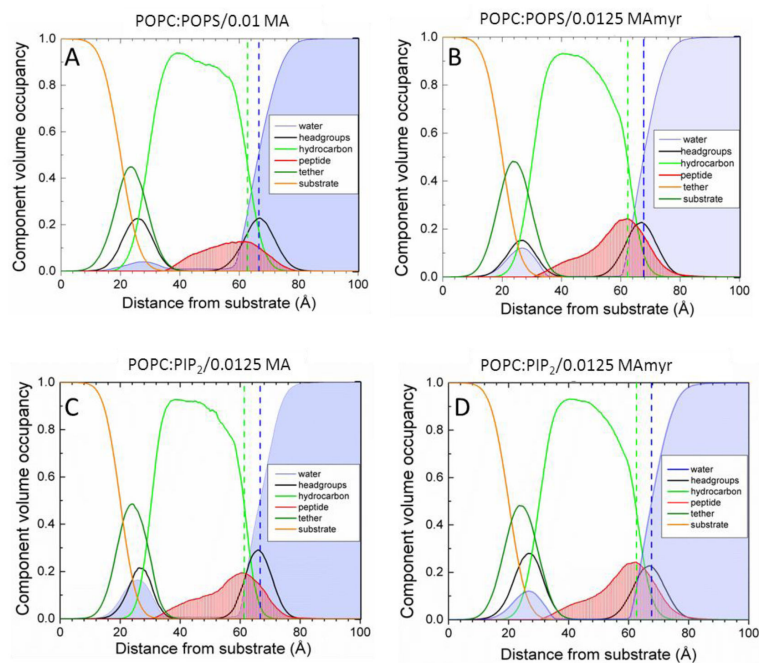 POPC:POPS/0.01 MA
A
Component volume occupancy
1.0
0.8
0.6
0.4
0.2
0.0
water
headgroups
hydrocarbon
peptide
tether
substrate
0 20 40 60 80 100
Distance from substrate (Å)
POPC:POPS/0.0125 MAmyr
B
Component volume occupancy
1.0
0.8
0.6
0.4
0.2
0.0
water
headgroups
hydrocarbon
peptide
tether
substrate
0 20 40 60 80 100
Distance from substrate (Å)
POPC:PIP₂/0.0125 MA
C
Component volume occupancy
1.0
0.8
0.6
0.4
0.2
0.0
water
headgroups
hydrocarbon
peptide
tether
substrate
0 20 40 60 80 100
Distance from substrate (Å)
POPC:PIP₂/0.0125 MAmyr
D
Component volume occupancy
1.0
0.8
0.6
0.4
0.2
0.0
water
headgroups
hydrocarbon
peptide
tether
substrate
0 20 40 60 80 100
Distance from substrate (Å)